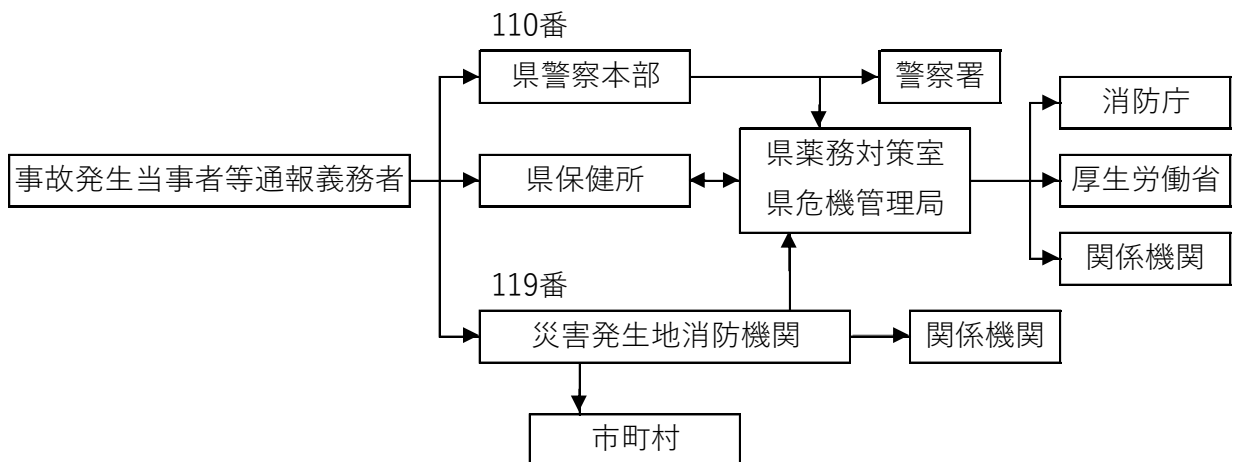 110番
県警察本部
警察署
消防庁
事故発生当事者等通報義務者
県保健所
県薬務対策室
県危機管理局
厚生労働省
関係機関
119番
災害発生地消防機関
関係機関
市町村